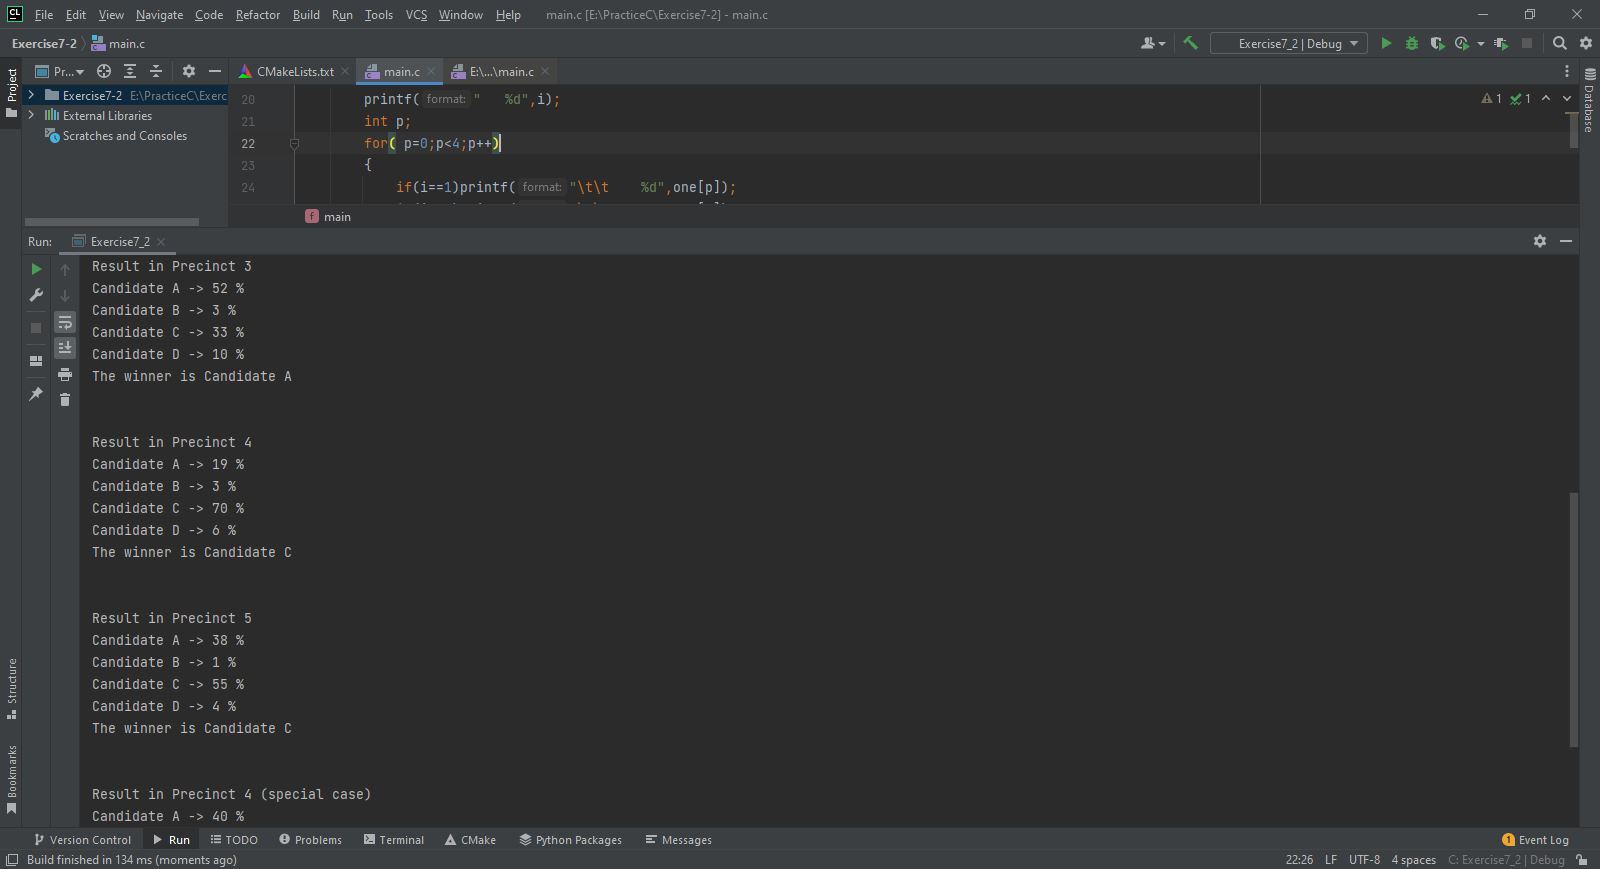 CL File Edit View Navigate Code Refactor Build Run Tools VCS Window Help main.c [E:\PracticeC\Exercise7-2] - main.c
Exercise7-2 main.c Exercise7_2 | Debug
Project
Pr... CMakeLists.txt main.c E:\...\main.c
Exercise7-2 E:\PracticeC\Exerc
External Libraries
Scratches and Consoles
20 printf( format: "   %d",i);
21 int p;
22 for( p=0;p<4;p++)
23 {
24 if(i==1)printf( format: "\t\t    %d",one[p]);
1 1
Database
f main
Run: Exercise7_2
Result in Precinct 3
Candidate A -> 52 %
Candidate B -> 3 %
Candidate C -> 33 %
Candidate D -> 10 %
The winner is Candidate A
Result in Precinct 4
Candidate A -> 19 %
Candidate B -> 3 %
Candidate C -> 70 %
Candidate D -> 6 %
The winner is Candidate C
Result in Precinct 5
Candidate A -> 38 %
Candidate B -> 1 %
Candidate C -> 55 %
Candidate D -> 4 %
The winner is Candidate C
Result in Precinct 4 (special case)
Candidate A -> 40 %
Structure
Bookmarks
Version Control Run TODO Problems Terminal CMake Python Packages Messages 1 Event Log
Build finished in 134 ms (moments ago) 22:26 LF UTF-8 4 spaces C: Exercise7_2 | Debug